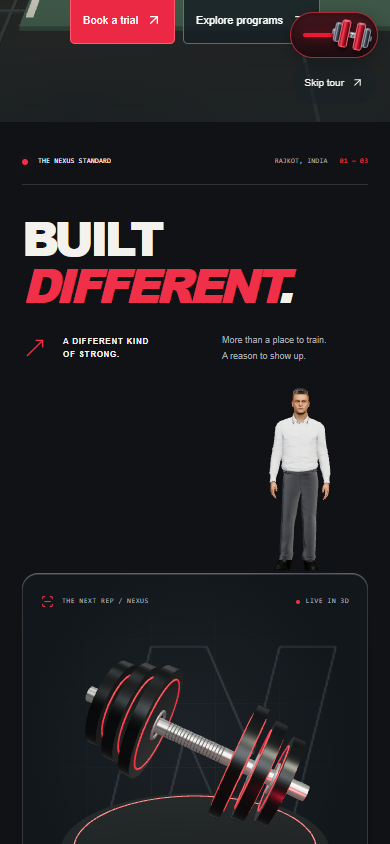 Book a trial
Explore programs
Skip tour
THE NEXUS STANDARD
RAJKOT, INDIA 01 — 03
BUILT
DIFFERENT.
A DIFFERENT KIND
OF STRONG.
More than a place to train.
A reason to show up.
THE NEXT REP / NEXUS
LIVE IN 3D